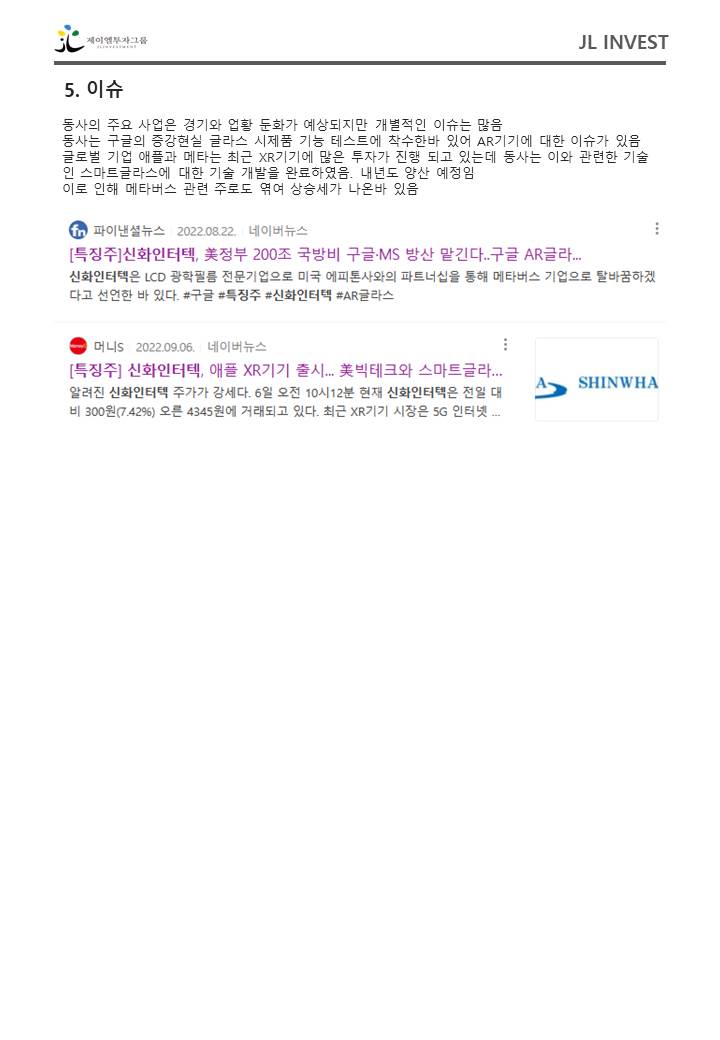 제이엘투자그룹
JLINVESTMENT
JL INVEST
5. 이슈
동사의 주요 사업은 경기와 업황 둔화가 예상되지만 개별적인 이슈는 많음
동사는 구글의 증강현실 글라스 시제품 기능 테스트에 착수한바 있어 AR기기에 대한 이슈가 있음
글로벌 기업 애플과 메타는 최근 XR기기에 많은 투자가 진행 되고 있는데 동사는 이와 관련한 기술
인 스마트글라스에 대한 기술 개발을 완료하였음. 내년도 양산 예정임
이로 인해 메타버스 관련 주로도 엮여 상승세가 나온바 있음
fn 파이낸셜뉴스 2022.08.22. 네이버뉴스
[특징주]신화인터텍, 美정부 200조 국방비 구글·MS 방산 맡긴다..구글 AR글라...
신화인터텍은 LCD 광학필름 전문기업으로 미국 에피톤사와의 파트너십을 통해 메타버스 기업으로 탈바꿈하겠
다고 선언한 바 있다. #구글 #특징주 #신화인터텍 #AR글라스
머니S 2022.09.06. 네이버뉴스
[특징주] 신화인터텍, 애플 XR기기 출시... 美빅테크와 스마트글라...
알려진 신화인터텍 주가가 강세다. 6일 오전 10시12분 현재 신화인터텍은 전일 대
비 300원(7.42%) 오른 4345원에 거래되고 있다. 최근 XR기기 시장은 5G 인터넷 ...
A SHINWHA